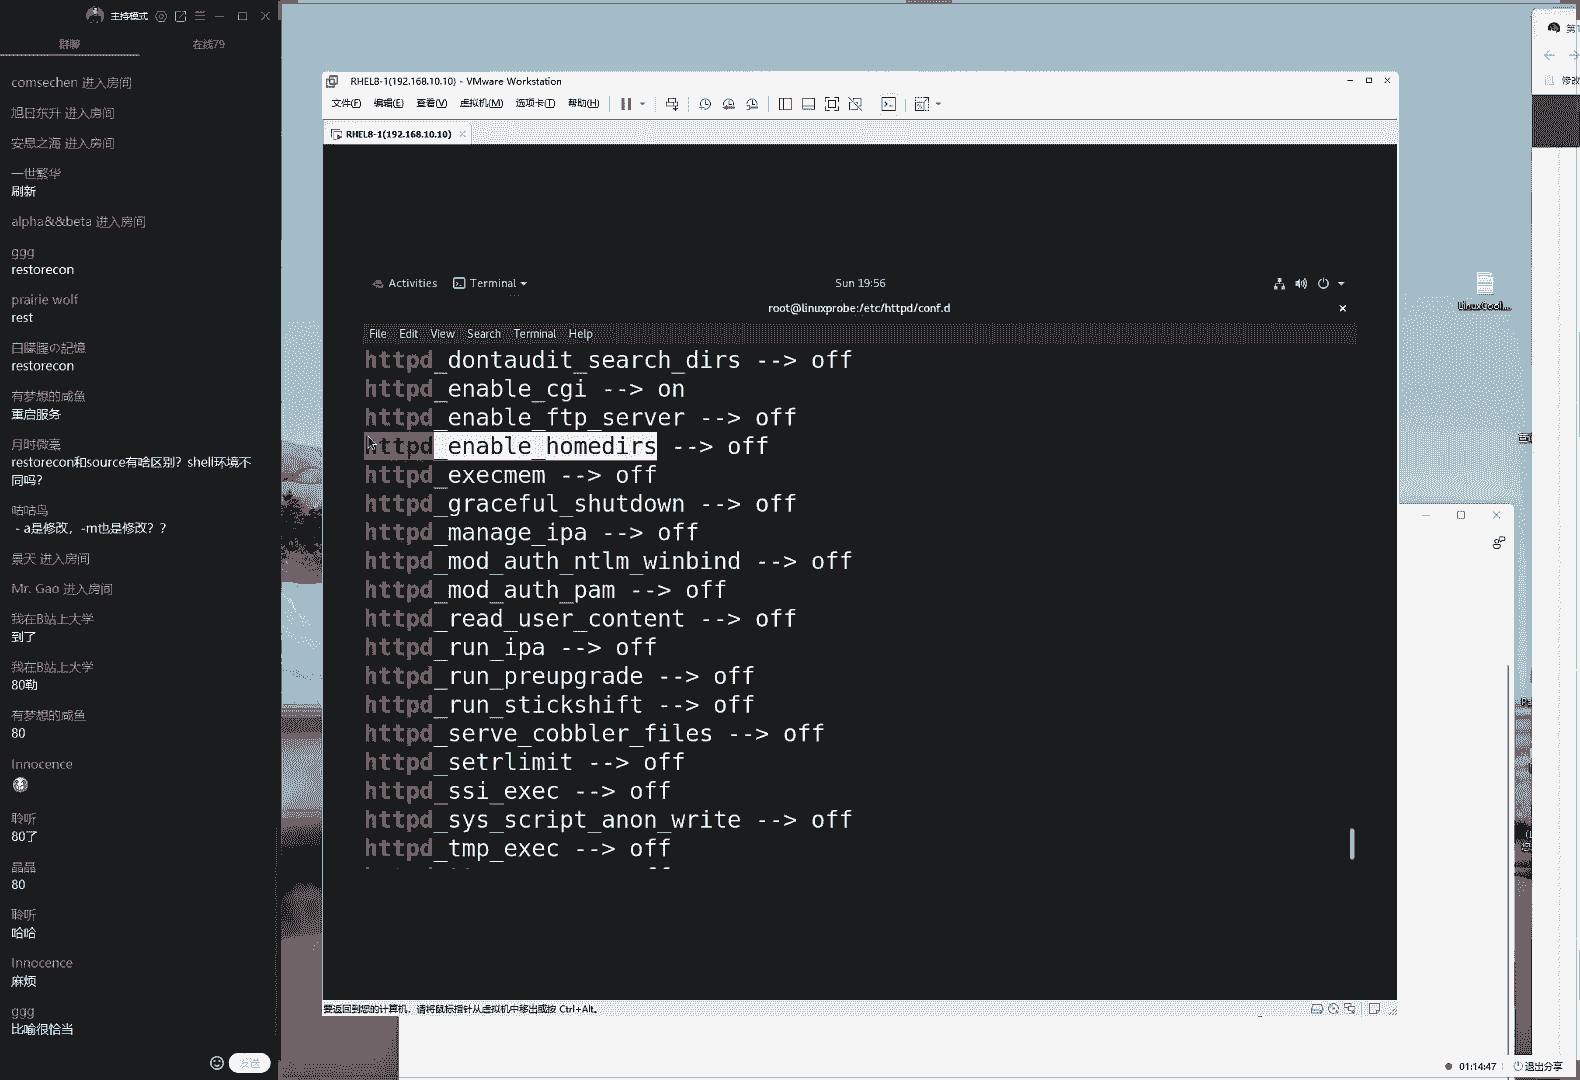 主持模式
群聊
在线79
comsechen 进入房间
旭日东升 进入房间
安思之海 进入房间
一世繁华
刷新
alpha&&beta 进入房间
ggg
restorecon
prairie wolf
rest
白朦朧の記憶
restorecon
有梦想的咸鱼
重启服务
月时微
restorecon和source有啥区别？shell环境不
同吗？
咕咕鸟
- a是修改，-m也是修改？？
景天 进入房间
Mr. Gao 进入房间
我在B站上大学
到了
我在B站上大学
80勒
有梦想的咸鱼
80
Innocence
聆听
80了
晶晶
80
聆听
哈哈
Innocence
麻烦
ggg
比喻很恰当
发送
RHEL8-1(192.168.10.10) - VMware Workstation
文件(F) 编辑(E) 查看(V) 虚拟机(M) 选项卡(T) 帮助(H)
RHEL8-1(192.168.10.10)
Activities Terminal Sun 19:56
root@linuxprobe:/etc/httpd/conf.d
File Edit View Search Terminal Help
httpd_dontaudit_search_dirs --> off
httpd_enable_cgi --> on
httpd_enable_ftp_server --> off
httpd_enable_homedirs --> off
httpd_execmem --> off
httpd_graceful_shutdown --> off
httpd_manage_ipa --> off
httpd_mod_auth_ntlm_winbind --> off
httpd_mod_auth_pam --> off
httpd_read_user_content --> off
httpd_run_ipa --> off
httpd_run_preupgrade --> off
httpd_run_stickshift --> off
httpd_serve_cobbler_files --> off
httpd_setrlimit --> off
httpd_ssi_exec --> off
httpd_sys_script_anon_write --> off
httpd_tmp_exec --> off
要返回到您的计算机，请将鼠标指针从虚拟机中移出或按 Ctrl+Alt。
LinuxCool...
修改
01:14:47
退出分享